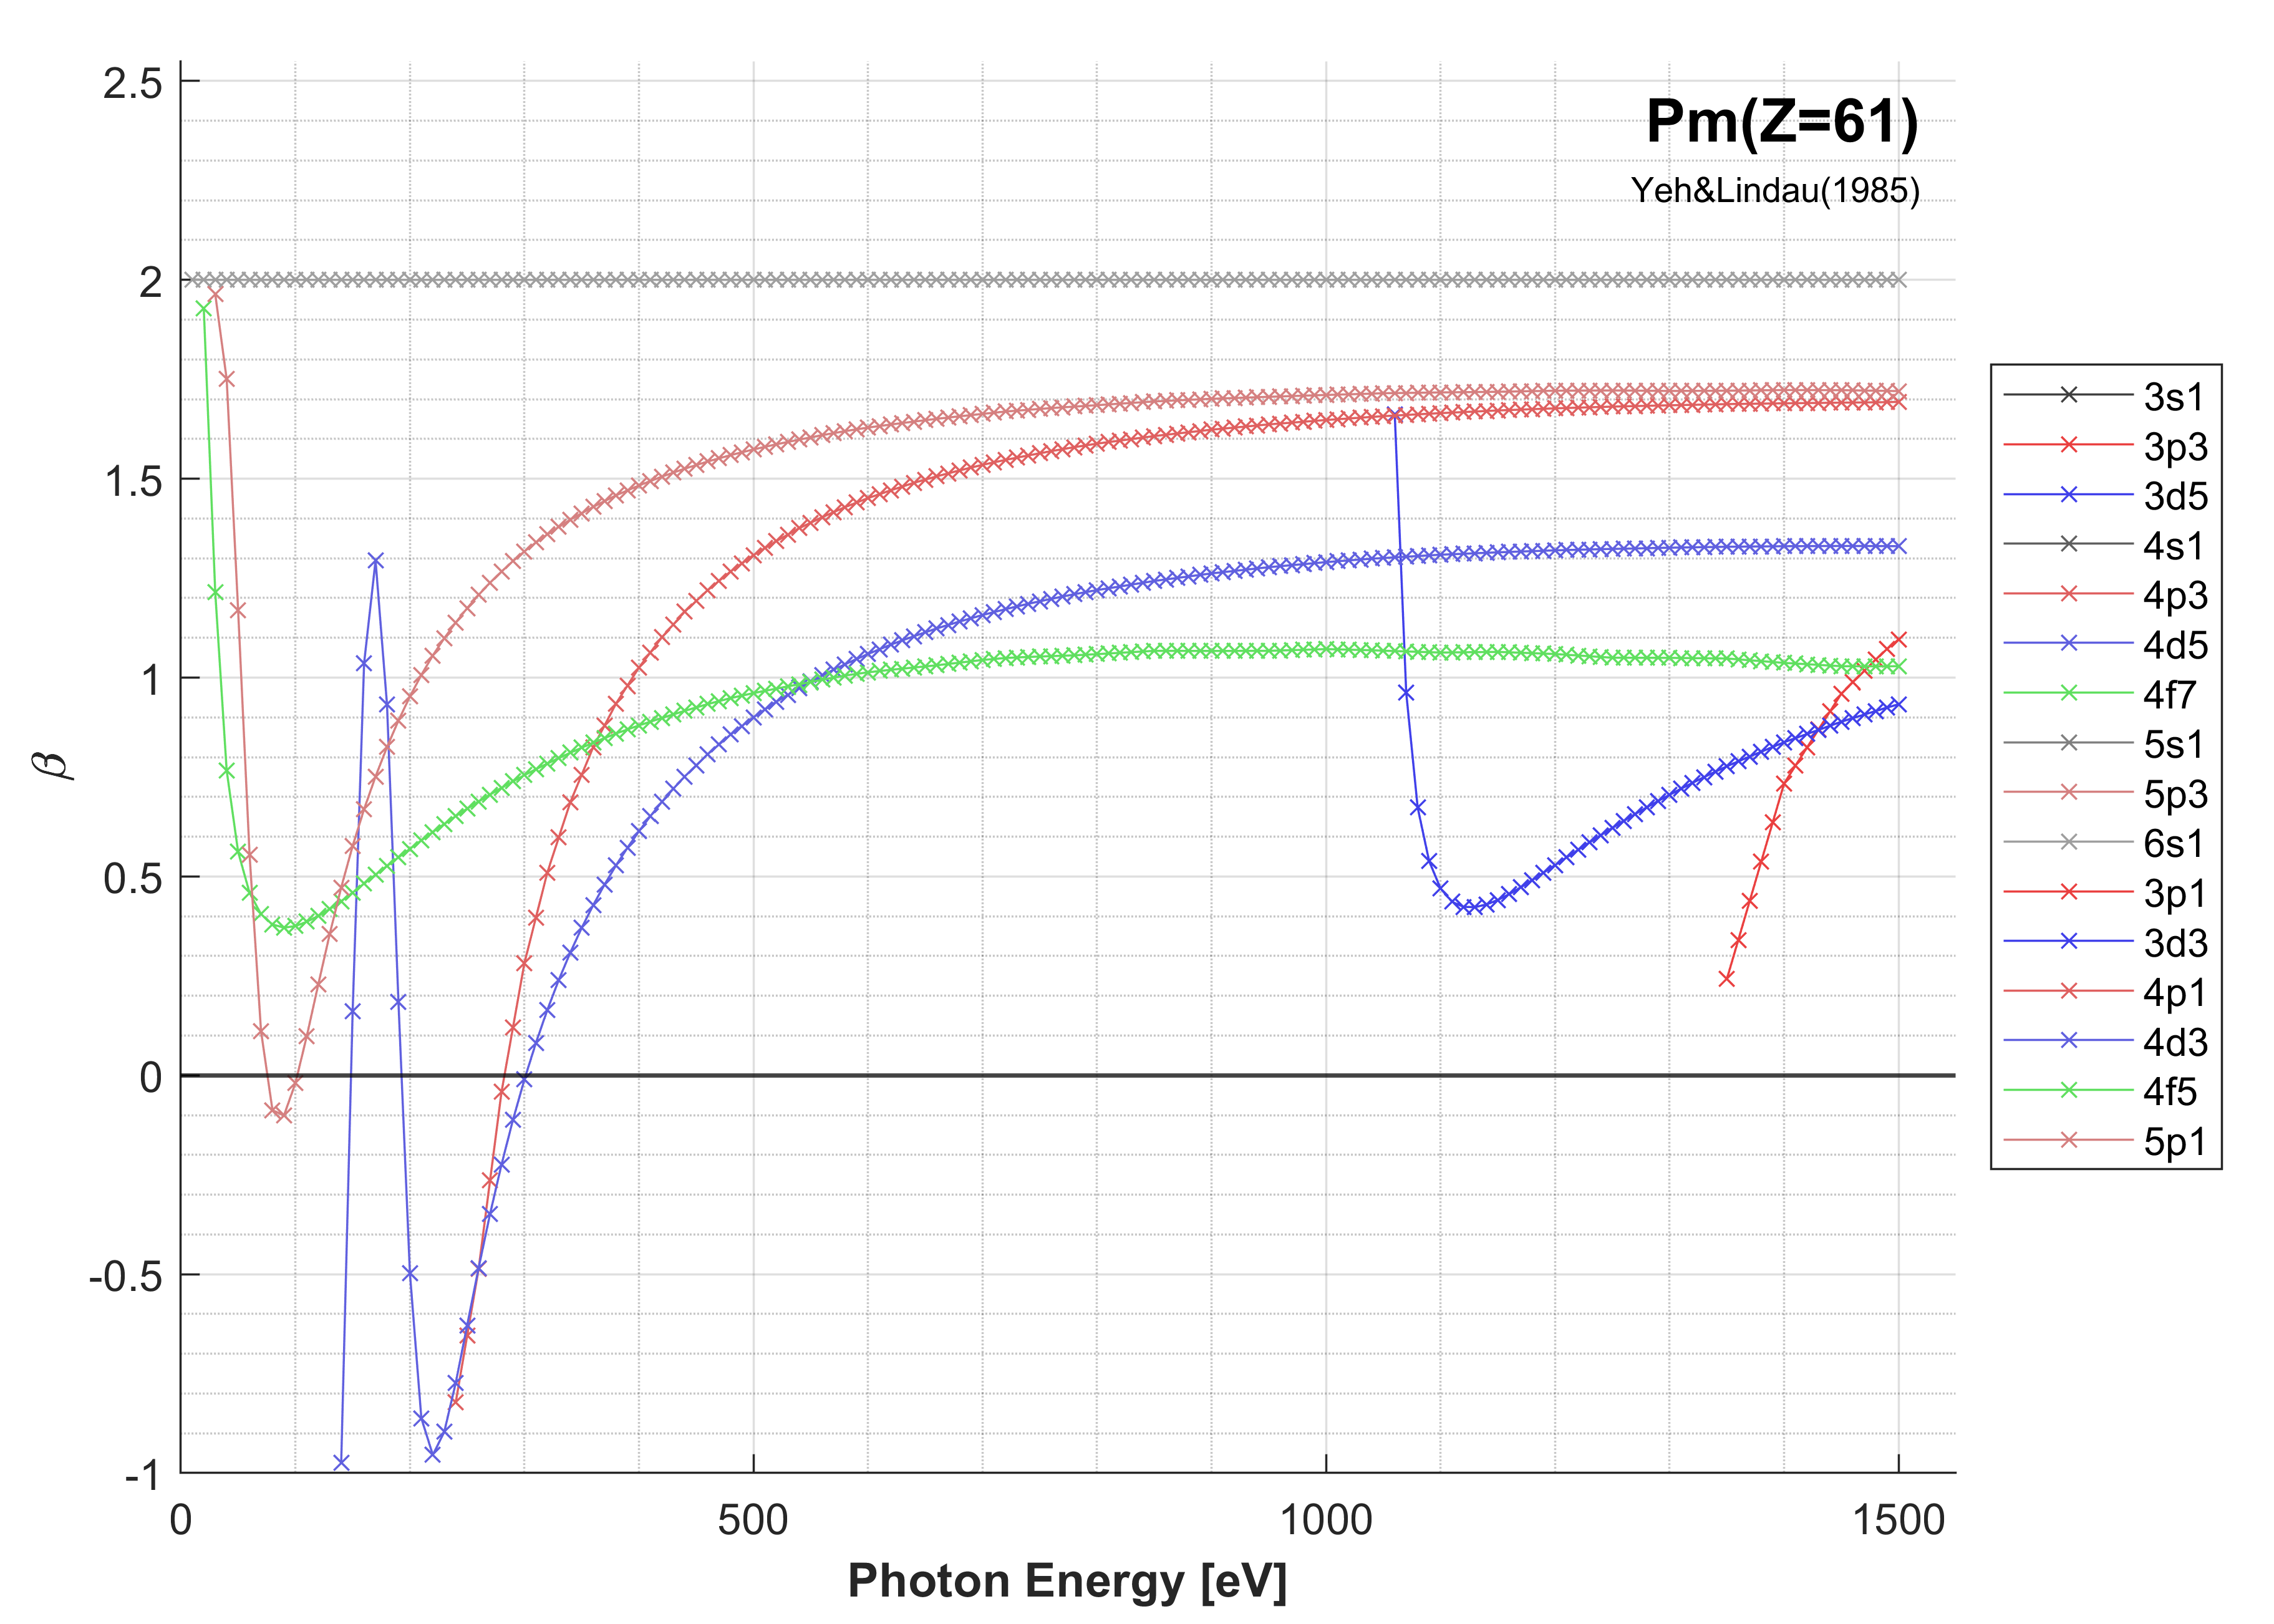 Pm(Z=61)
Yeh&Lindau(1985)
2.5
2
1.5
1
0.5
0
-0.5
-1
β
0 500 1000 1500
Photon Energy [eV]
3s1
3p3
3d5
4s1
4p3
4d5
4f7
5s1
5p3
6s1
3p1
3d3
4p1
4d3
4f5
5p1